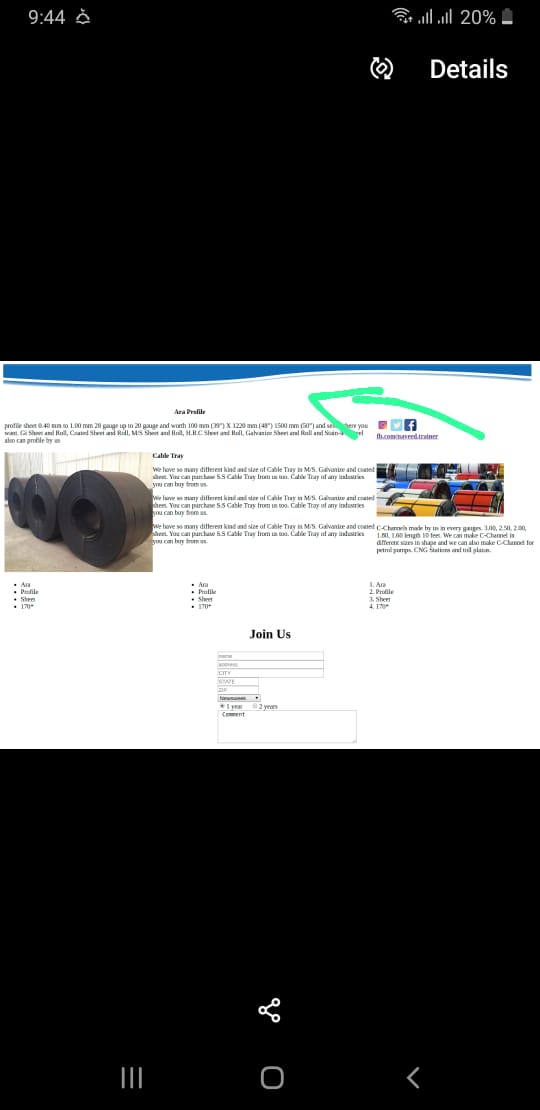 9:44 20%
Details
Ara Profile
profile sheet 0.40 mm to 1.00 mm 28 gauge up to 20 gauge and worth 100 mm (39") X 1220 mm (48") 1500 mm (50") and you
want. Gi Sheet and Roll, Coated Sheet and Roll, M/S Sheet and Roll, H.R.C Sheet and Roll, Galvanize Sheet and Roll and
also can profile by us
fb.com/naveed.trainer
Cable Tray
We have so many different kind and size of Cable Tray in M/S. Galvanize and coated
sheet. You can purchase S.S Cable Tray from us too. Cable Tray of any industries
you can buy from us.
We have so many different kind and size of Cable Tray in M/S. Galvanize and coated
sheet. You can purchase S.S Cable Tray from us too. Cable Tray of any industries
you can buy from us.
We have so many different kind and size of Cable Tray in M/S. Galvanize and coated
sheet. You can purchase S.S Cable Tray from us too. Cable Tray of any industries
you can buy from us.
C-Channels made by us in every gauges. 3.00, 2.50, 2.00,
1.80, 1.60 length 10 feet. We can make C-Channel in
different sizes in shape and we can also make C-Channel for
petrol pumps. CNG Stations and toll plazas.
Ara
Profile
Sheet
170*
Ara
Profile
Sheet
170*
1. Ara
2. Profile
3. Sheet
4. 170*
Join Us
name
address
CITY
STATE
ZIP
Newsweek
1 year 2 years
Comment